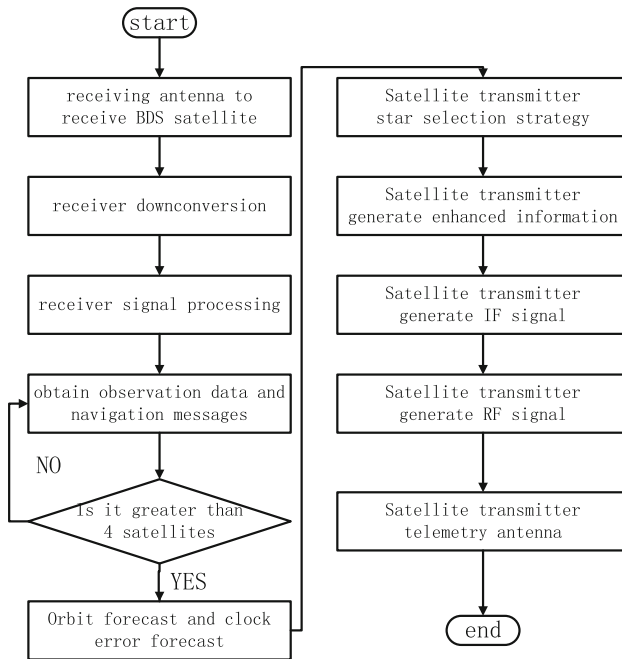 start
receiving antenna to
receive BDS satellite
receiver downconversion
receiver signal processing
obtain observation data and
navigation messages
NO
Is it greater than
4 satellites
YES
Orbit forecast and clock
error forecast
Satellite transmitter
star selection strategy
Satellite transmitter
generate enhanced information
Satellite transmitter
generate IF signal
Satellite transmitter
generate RF signal
Satellite transmitter
telemetry antenna
end